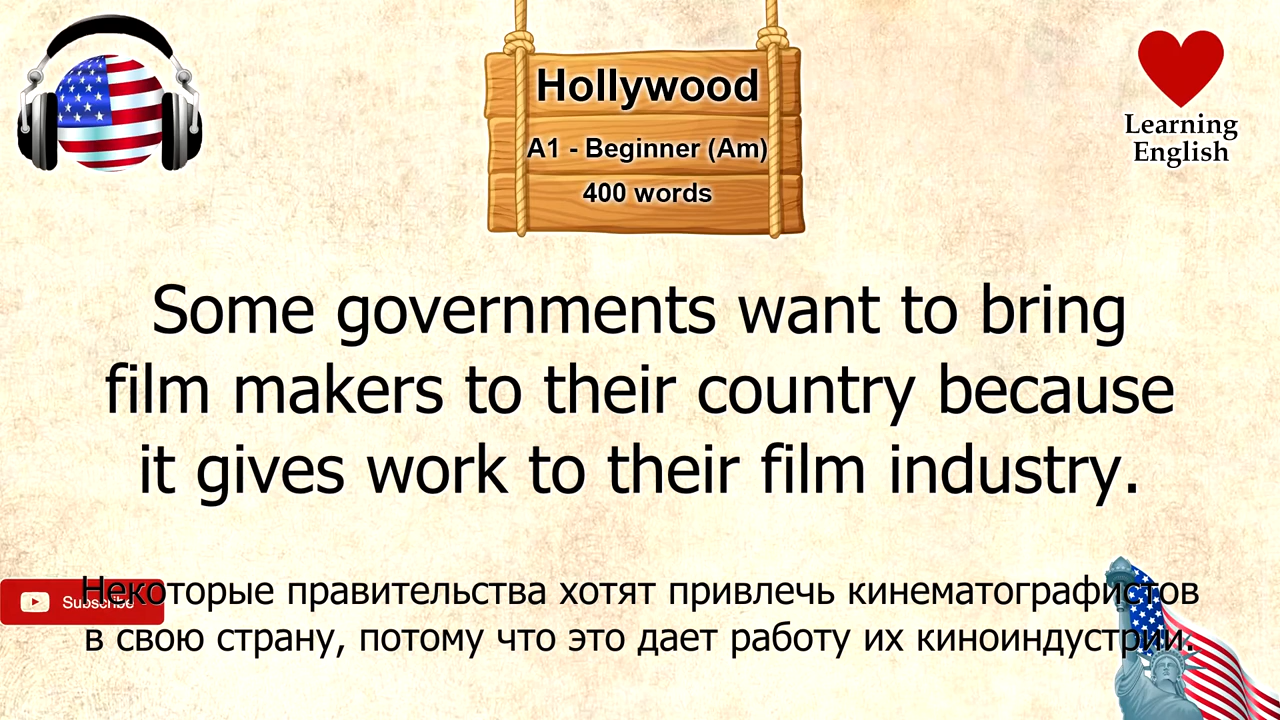 Hollywood
A1 - Beginner (Am)
400 words
Learning
English
Some governments want to bring
film makers to their country because
it gives work to their film industry.
Subscribe
Некоторые правительства хотят привлечь кинематографистов
в свою страну, потому что это дает работу их киноиндустрии.